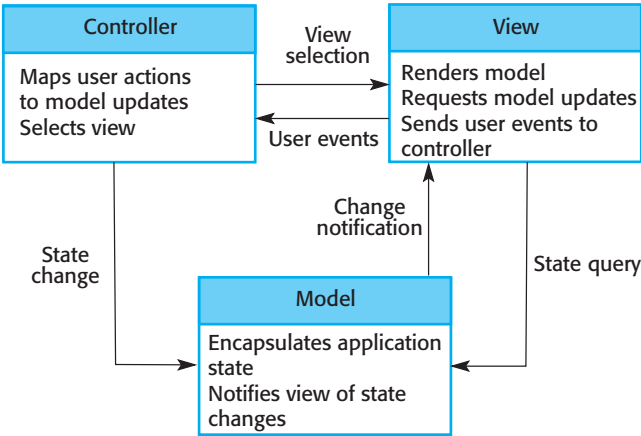 Controller
Maps user actions
to model updates
Selects view
View
selection
User events
View
Renders model
Requests model updates
Sends user events to
controller
State
change
Change
notification
State query
Model
Encapsulates application
state
Notifies view of state
changes